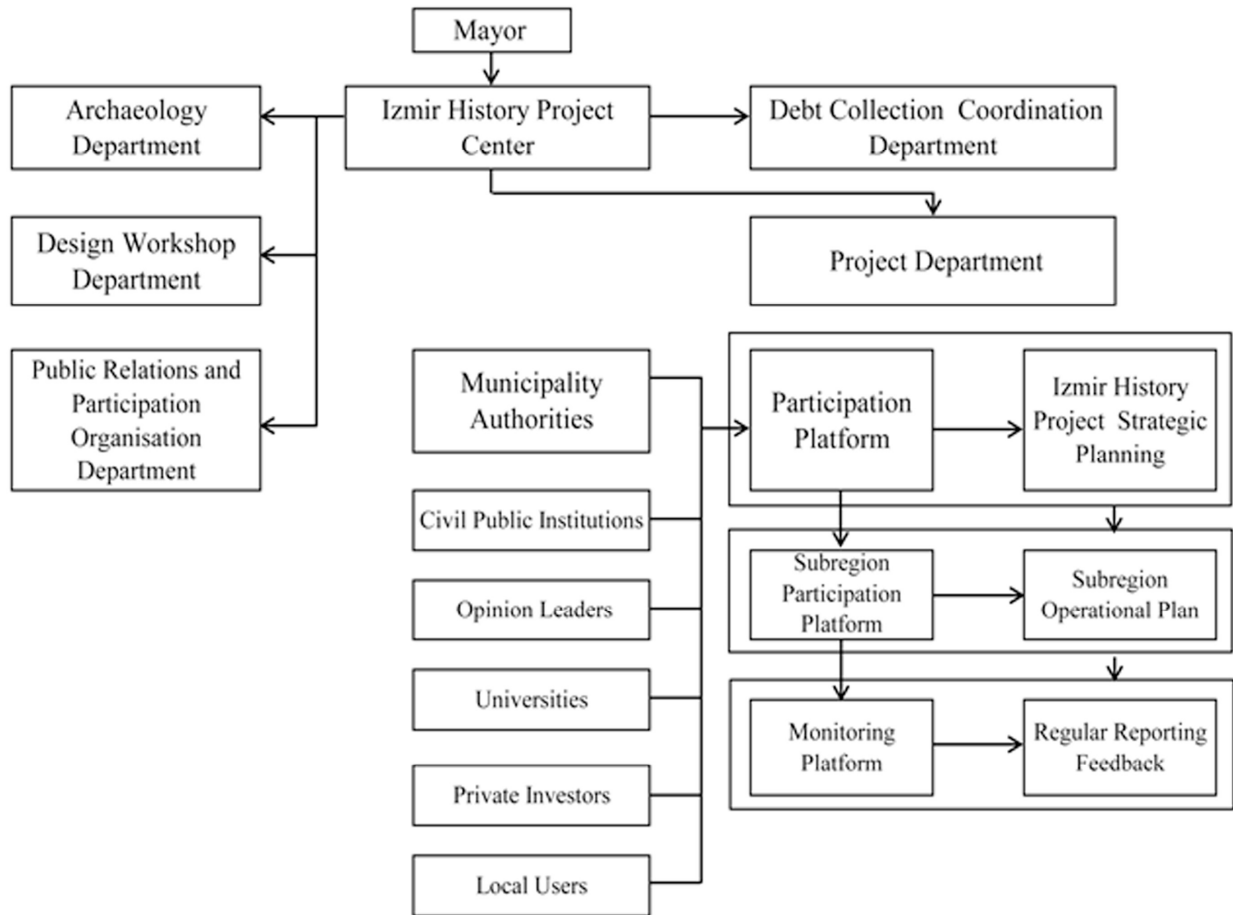 Mayor
Archaeology
Department
Izmir History Project
Center
Debt Collection Coordination
Department
Design Workshop
Department
Project Department
Public Relations and
Participation
Organisation
Department
Municipality
Authorities
Participation
Platform
Izmir History
Project Strategic
Planning
Civil Public Institutions
Subregion
Participation
Platform
Subregion
Operational Plan
Opinion Leaders
Universities
Monitoring
Platform
Regular Reporting
Feedback
Private Investors
Local Users